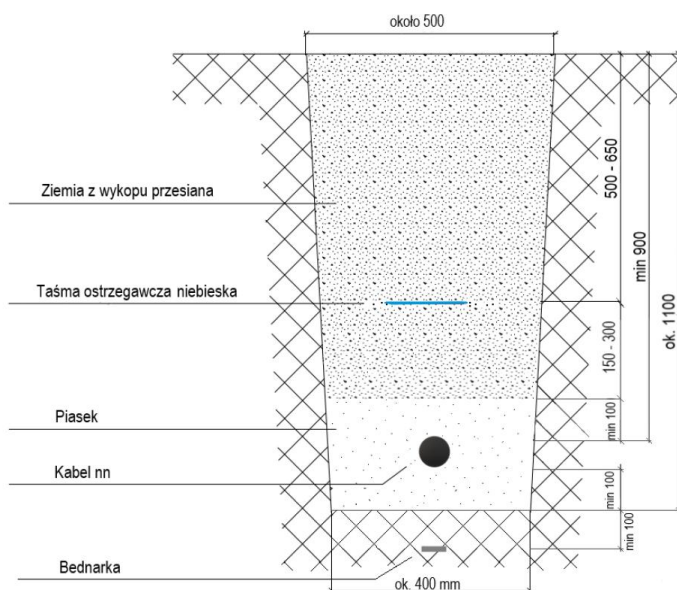 około 500
Ziemia z wykopu przesiana
500 - 650
min 900
ok. 1100
Taśma ostrzegawcza niebieska
150 - 300
Piasek
min 100
Kabel nn
min 100
min 100
Bednarka
ok. 400 mm